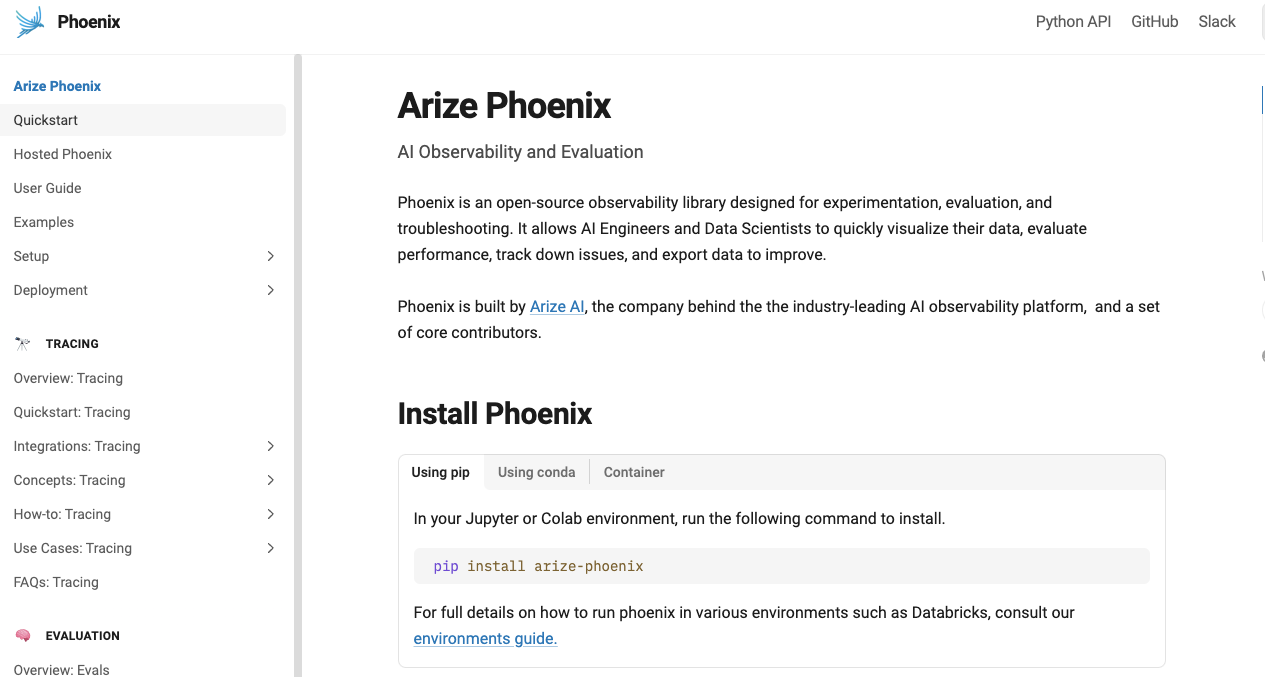 Phoenix
Python API
GitHub
Slack
Arize Phoenix
Quickstart
Hosted Phoenix
User Guide
Examples
Setup
Deployment
TRACING
Overview: Tracing
Quickstart: Tracing
Integrations: Tracing
Concepts: Tracing
How-to: Tracing
Use Cases: Tracing
FAQs: Tracing
EVALUATION
Overview: Evals
Arize Phoenix
AI Observability and Evaluation
Phoenix is an open-source observability library designed for experimentation, evaluation, and
troubleshooting. It allows AI Engineers and Data Scientists to quickly visualize their data, evaluate
performance, track down issues, and export data to improve.
Phoenix is built by Arize AI, the company behind the the industry-leading AI observability platform,  and a set
of core contributors.
Install Phoenix
Using pip
Using conda
Container
In your Jupyter or Colab environment, run the following command to install.
pip install arize-phoenix
For full details on how to run phoenix in various environments such as Databricks, consult our
environments guide.